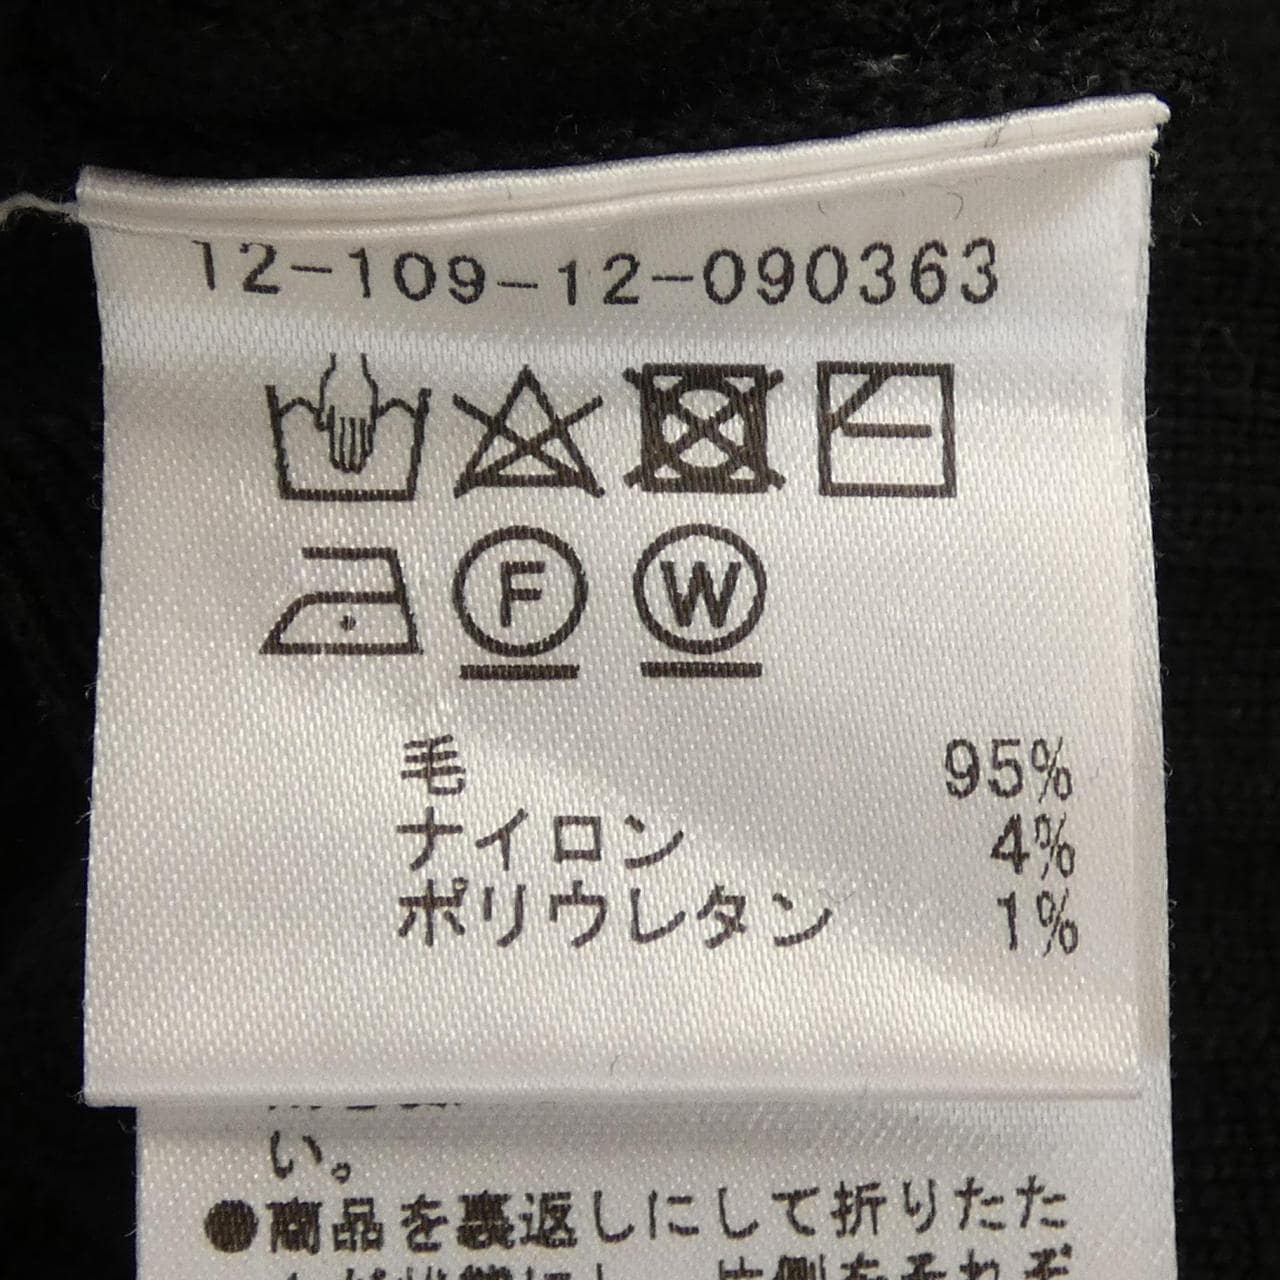 12-109-12-090363
F W
毛 95%
ナイロン 4%
ポリウレタン 1%
い。
●商品を裏返しにして折りたた